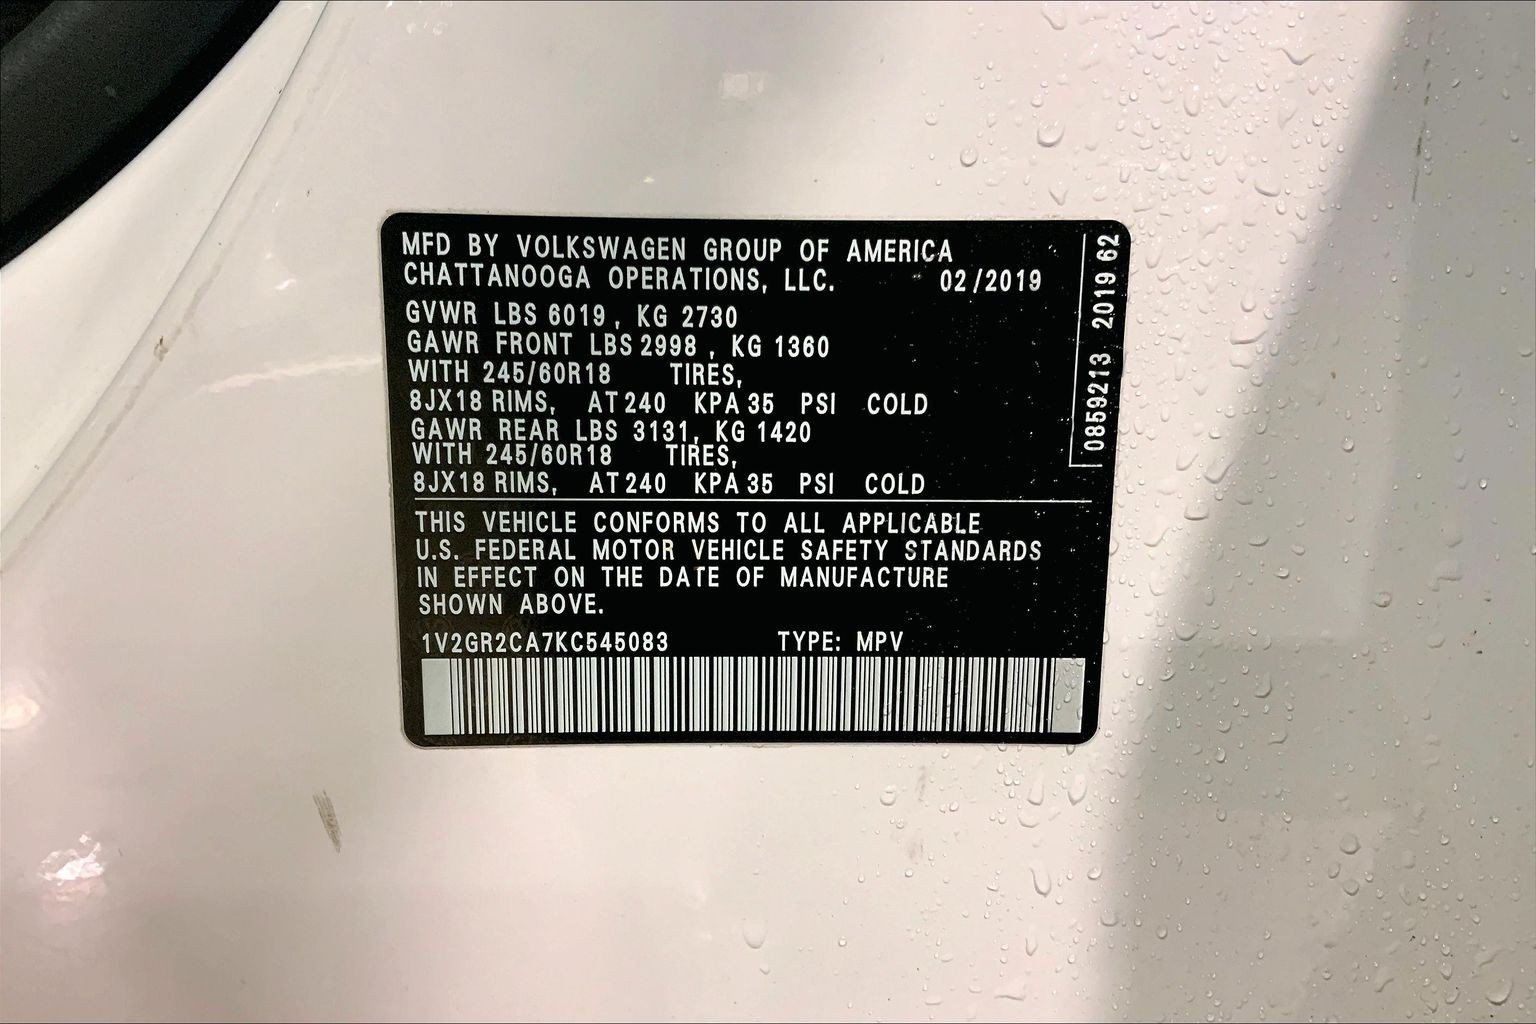 MFD BY VOLKSWAGEN GROUP OF AMERICA
CHATTANOOGA OPERATIONS, LLC. 02/2019
GVWR LBS 6019, KG 2730
GAWR FRONT LBS 2998, KG 1360
WITH 245/60R18 TIRES,
8JX18 RIMS, AT 240 KPA 35 PSI COLD
GAWR REAR LBS 3131, KG 1420
WITH 245/60R18 TIRES,
8JX18 RIMS, AT 240 KPA 35 PSI COLD
THIS VEHICLE CONFORMS TO ALL APPLICABLE
U.S. FEDERAL MOTOR VEHICLE SAFETY STANDARDS
IN EFFECT ON THE DATE OF MANUFACTURE
SHOWN ABOVE.
1V2GR2CA7KC545083 TYPE: MPV
0859213 2019 62